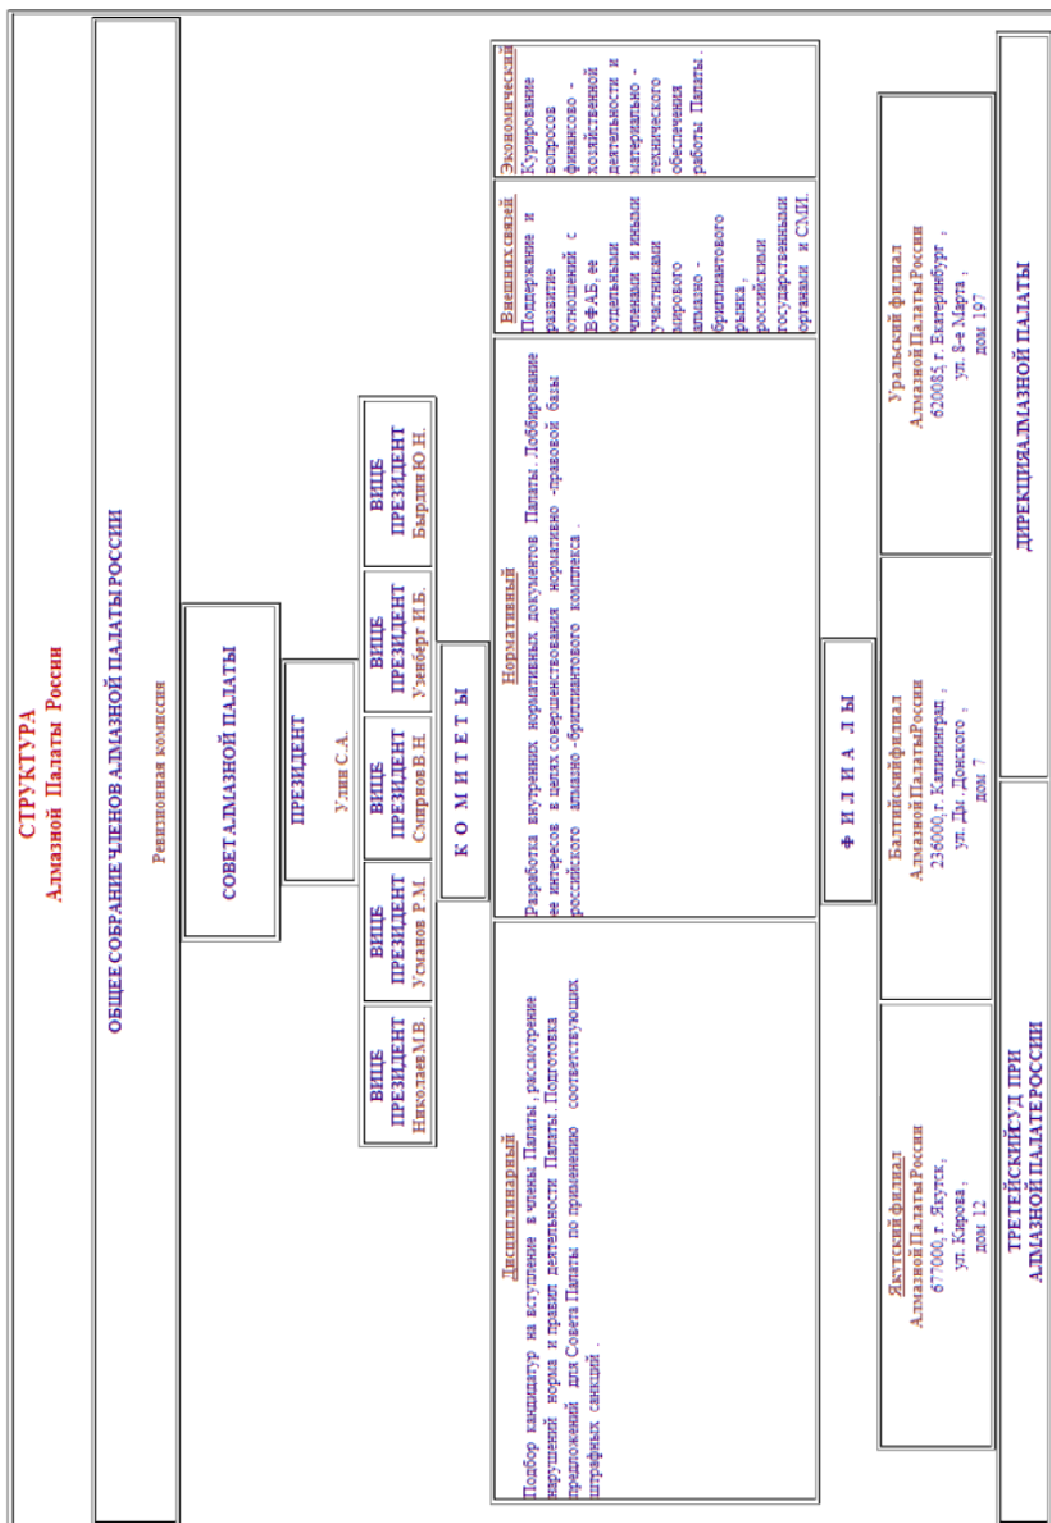 СТРУКТУРА
Алмазной Палаты России
ОБЩЕЕ СОБРАНИЕ ЧЛЕНОВ АЛМАЗНОЙ ПАЛАТЫ РОССИИ
Ревизионная комиссия
СОВЕТ АЛМАЗНОЙ ПАЛАТЫ
ПРЕЗИДЕНТ
Улин С.А.
ВИЦЕ
ПРЕЗИДЕНТ
Николаев М.В.
ВИЦЕ
ПРЕЗИДЕНТ
Усманов Р.М.
ВИЦЕ
ПРЕЗИДЕНТ
Смирнов В.Н.
ВИЦЕ
ПРЕЗИДЕНТ
Узенберг И.Б.
ВИЦЕ
ПРЕЗИДЕНТ
Бырдин Ю.Н.
К О М И Т Е Т Ы
Дисциплинарный
Подбор кандидатур на вступление в члены Палаты, рассмотрение
нарушений норма и правил деятельности Палаты. Подготовка
предложений для Совета Палаты по применению соответствующих
штрафных санкций .
Нормативный
Разработка внутренних нормативных документов Палаты. Лоббирование
ее интересов в целях совершенствования нормативно -правовой базы
российского алмазно -бриллиантового комплекса .
Внешних связей
Поддержание и
развитие
отношений с
ВФАБ, ее
отдельными
членами и иными
участниками
мирового
алмазно -
бриллиантового
рынка ,
российскими
государственными
органами и СМИ.
Экономический
Курирование
вопросов
финансово -
хозяйственной
деятельности и
материально -
технического
обеспечения
работы Палаты .
Ф И Л И А Л Ы
Якутский филиал
Алмазной Палаты России
677000, г. Якутск,
ул. Кирова ,
дом 12
Балтийский филиал
Алмазной Палаты России
236000, г. Калининград ,
ул. Дм . Донского ,
дом 7
Уральский филиал
Алмазной Палаты России
620085, г. Екатеринбург ,
ул. 8-е Марта ,
дом 197
ТРЕТЕЙСКИЙ СУД ПРИ
АЛМАЗНОЙ ПАЛАТЕ РОССИИ
ДИРЕКЦИЯ АЛМАЗНОЙ ПАЛАТЫ